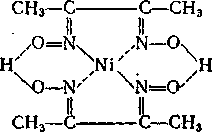 CH₃—C—C—CH₃
O—N N—O
H Ni H
O—N N—O
CH₃—C—C—CH₃